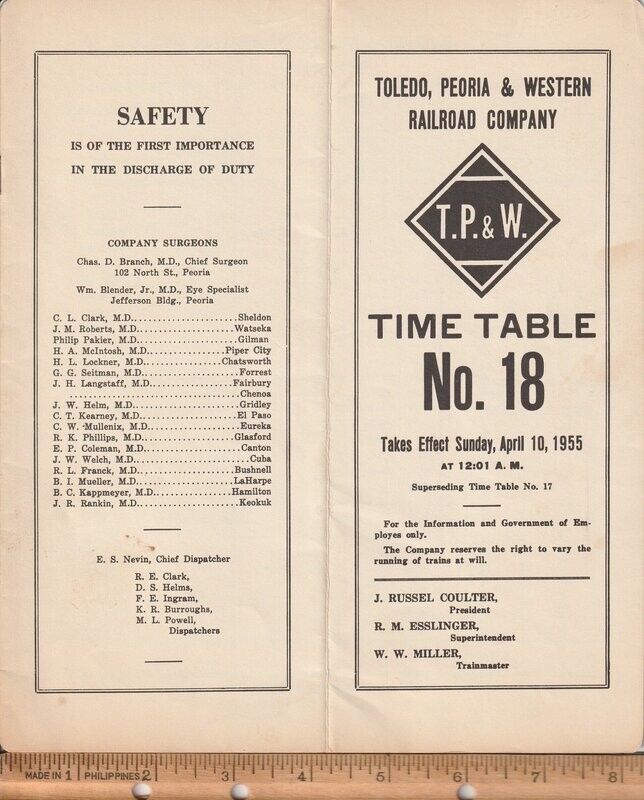 SAFETY
IS OF THE FIRST IMPORTANCE
IN THE DISCHARGE OF DUTY
COMPANY SURGEONS
Chas. D. Branch, M.D., Chief Surgeon
102 North St., Peoria
Wm. Blender, Jr., M.D., Eye Specialist
Jefferson Bldg., Peoria
C. L. Clark, M.D. Sheldon
J. M. Roberts, M.D. Watseka
Philip Pakier, M.D. Gilman
H. A. McIntosh, M.D. Piper City
H. L. Lockner, M.D. Chatsworth
G. G. Seitman, M.D. Forrest
J. H. Langstaff, M.D. Fairbury
Chenoa
J. W. Helm, M.D. Gridley
C. T. Kearney, M.D. El Paso
C. W. Mullenix, M.D. Eureka
R. K. Phillips, M.D. Glasford
E. P. Coleman, M.D. Canton
J. W. Welch, M.D. Cuba
R. L. Franck, M.D. Bushnell
B. I. Mueller, M.D. LaHarpe
B. C. Kappmeyer, M.D. Hamilton
J. R. Rankin, M.D. Keokuk
E. S. Nevin, Chief Dispatcher
R. E. Clark,
D. S. Helms,
F. E. Ingram,
K. R. Burroughs,
M. L. Powell,
Dispatchers
TOLEDO, PEORIA & WESTERN
RAILROAD COMPANY
T.P.&W.
TIME TABLE
No. 18
Takes Effect Sunday, April 10, 1955
AT 12:01 A. M.
Superseding Time Table No. 17
For the Information and Government of Em-
ployes only.
The Company reserves the right to vary the
running of trains at will.
J. RUSSEL COULTER,
President
R. M. ESSLINGER,
Superintendent
W. W. MILLER,
Trainmaster
MADE IN 1 PHILIPPINES 2 3 4 5 6 7 8